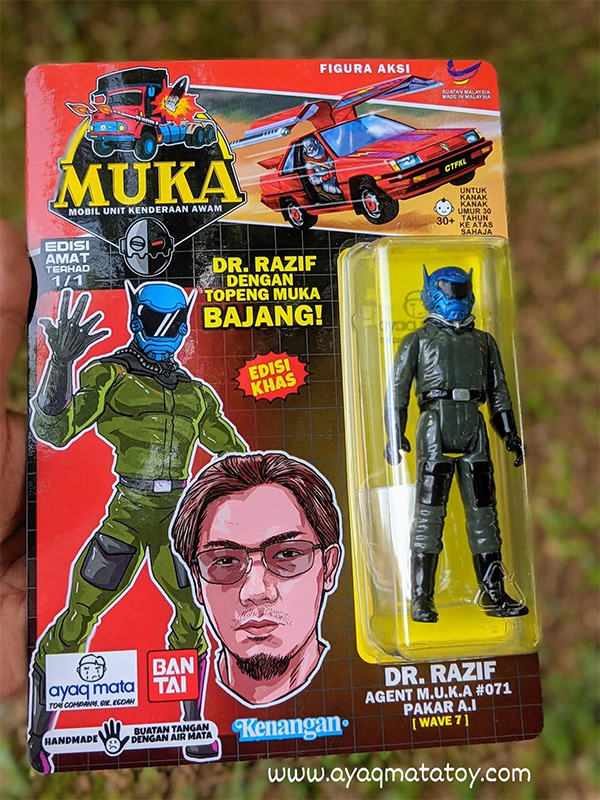 FIGURA AKSI
BUATAN MALAYSIA
MADE IN MALAYSIA
MUKA
MOBIL UNIT KENDERAAN AWAM
CTFKL
30+
UNTUK
KANAK
KANAK
UMUR 30
TAHUN
KE ATAS
SAHAJA
EDISI
AMAT
TERHAD
1/1
DR. RAZIF
DENGAN
TOPENG MUKA
BAJANG!
EDISI
KHAS
ayaq mata
ayaq mata
TOY COMPANY, SIK, KEDAH
BAN
TAI
HANDMADE
BUATAN TANGAN
DENGAN AIR MATA
Kenangan
DR. RAZIF
AGENT M.U.K.A #071
PAKAR A.I
[ WAVE 7 ]
www.ayaqmatatoy.com